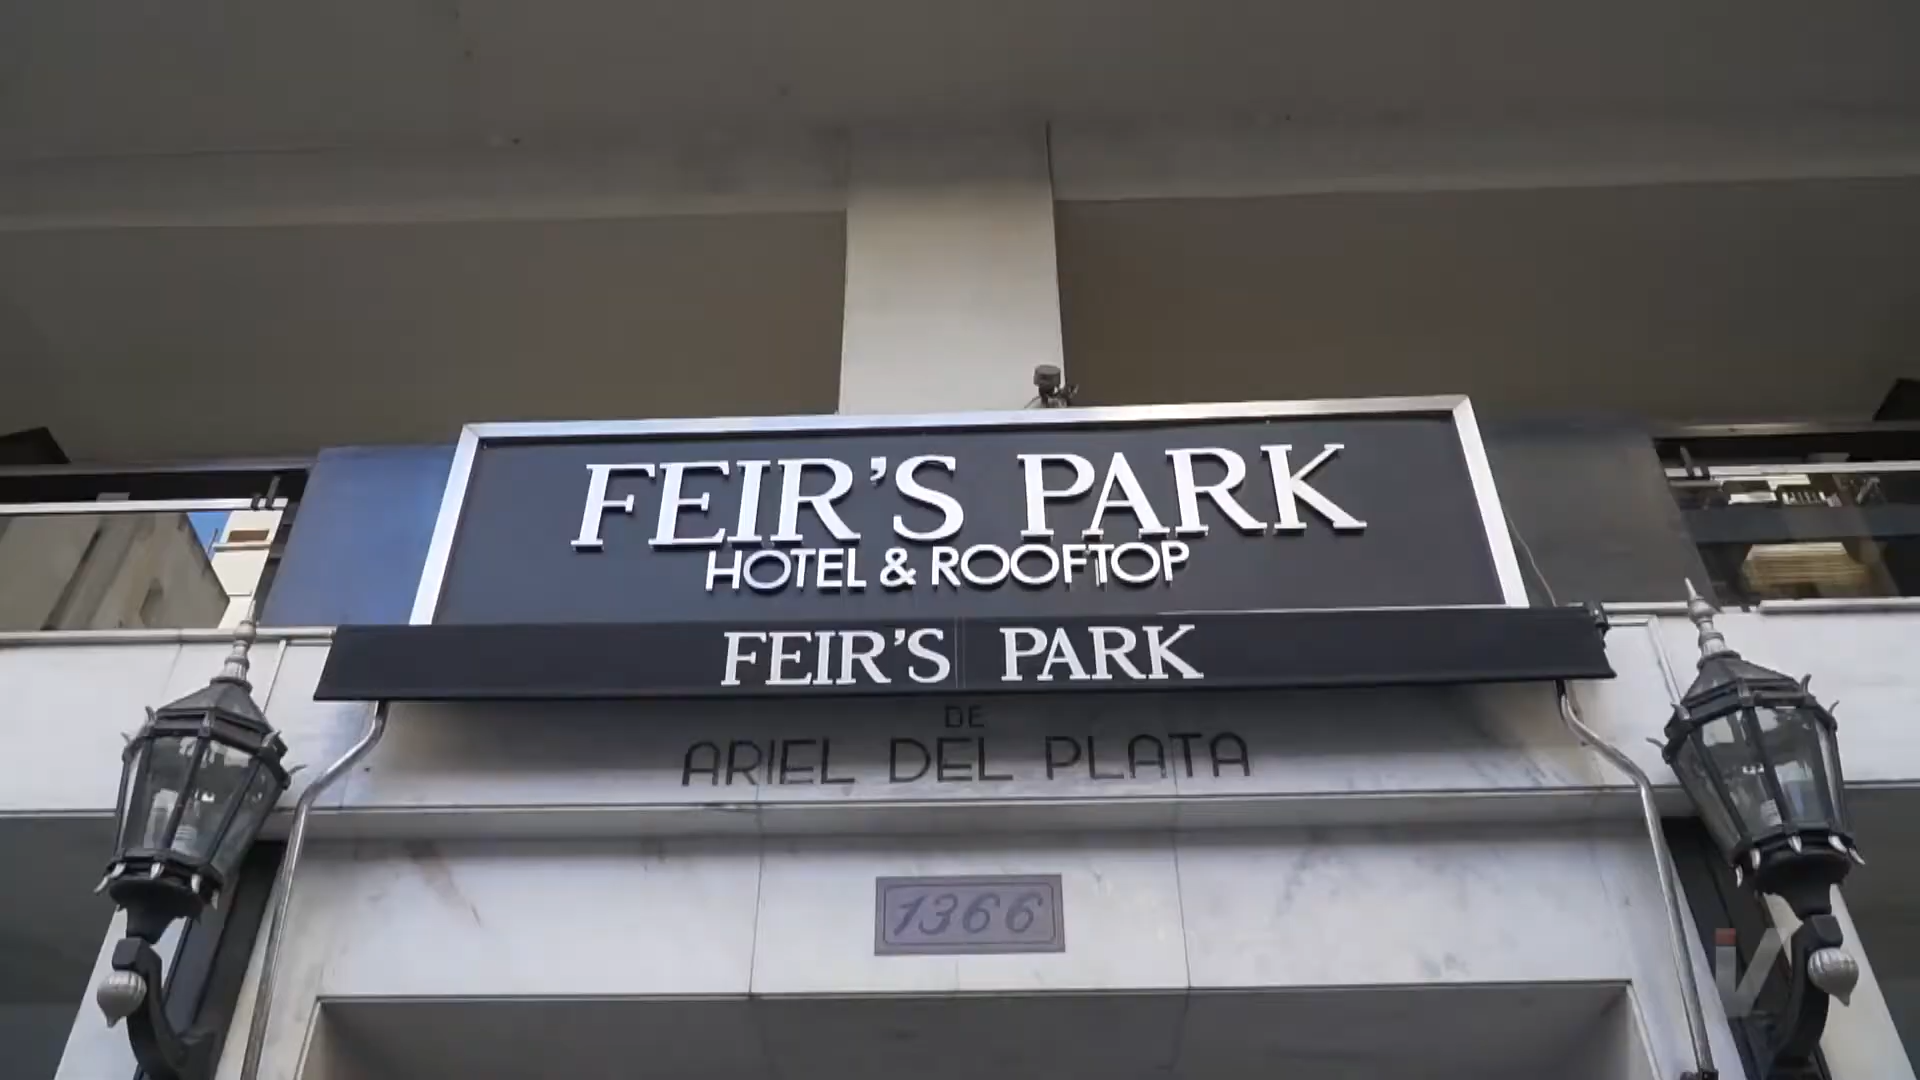 FEIR'S PARK
HOTEL & ROOFTOP
FEIR'S PARK
DE
ARIEL DEL PLATA
1366